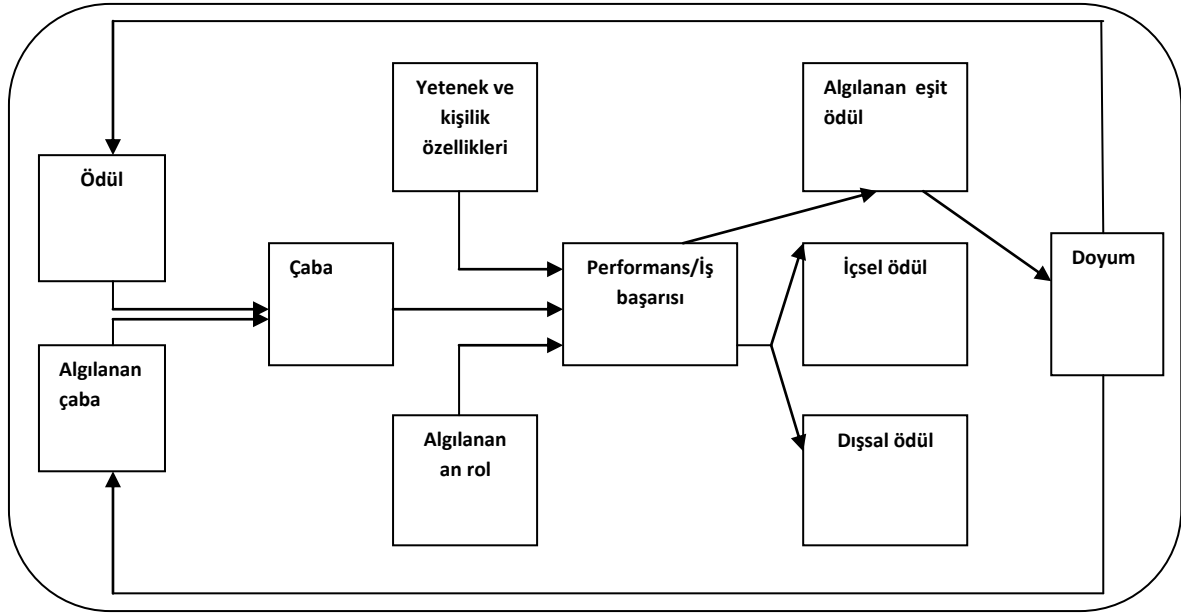 Ödül
Algılanan
çaba
Çaba
Yetenek ve
kişilik
özellikleri
Algılanan
an rol
Performans/İş
başarısı
Algılanan eşit
ödül
İçsel ödül
Dışsal ödül
Doyum